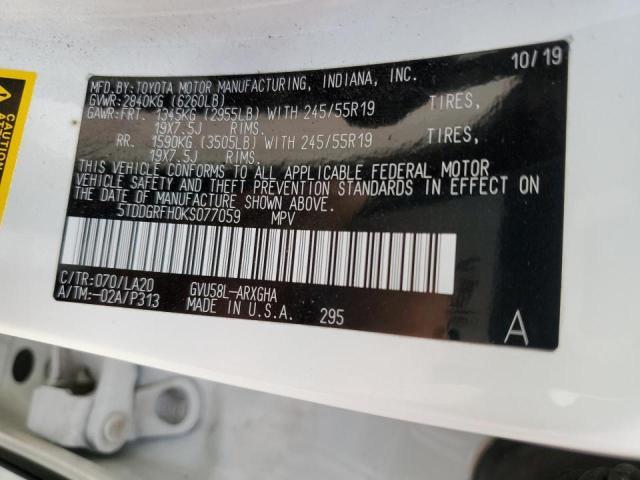 10/19
MFD.BY:TOYOTA MOTOR MANUFACTURING, INDIANA, INC.
GVWR:2840KG (6260LB)
GAWR:FRT. 1345KG (2955LB) WITH 245/55R19 TIRES,
19X7.5J RIMS.
RR. 1590KG (3505LB) WITH 245/55R19 TIRES,
19X7.5J RIMS.
THIS VEHICLE CONFORMS TO ALL APPLICABLE FEDERAL MOTOR
VEHICLE SAFETY AND THEFT PREVENTION STANDARDS IN EFFECT ON
THE DATE OF MANUFACTURE SHOWN ABOVE.
5TDDGRFH0KS077059 MPV
C/TR:070/LA20 GVU58L-ARXGHA
A/TM:-02A/P313 MADE IN U.S.A. 295
A
CAUTION